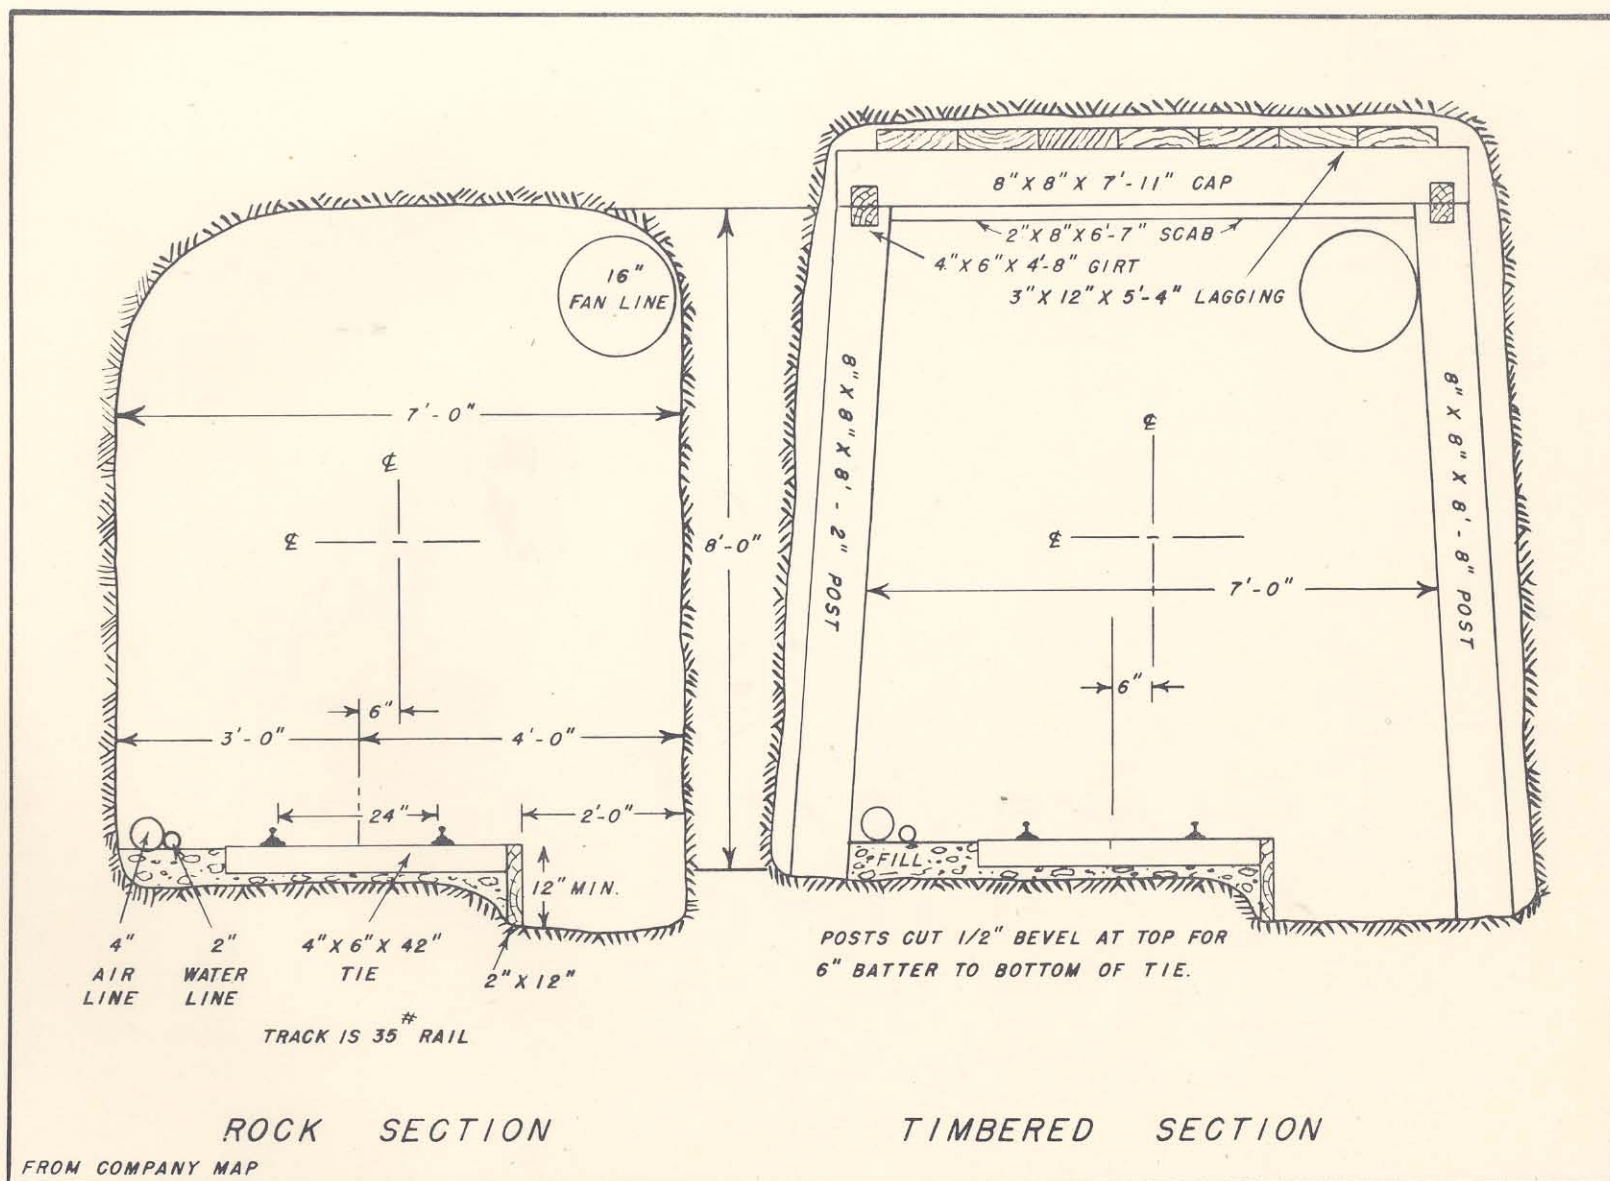 16"
FAN LINE
7'-0"
℄
℄
8'-0"
6"
3'-0"
4'-0"
24"
2'-0"
12" MIN.
4"
AIR
LINE
2"
WATER
LINE
4" X 6" X 42"
TIE
2" X 12"
TRACK IS 35# RAIL
ROCK SECTION
FROM COMPANY MAP
8" X 8" X 7'-11" CAP
2" X 8" X 6'-7" SCAB
4" X 6" X 4'-8" GIRT
3" X 12" X 5'-4" LAGGING
8" X 8" X 8'-2" POST
8" X 8" X 8'-8" POST
℄
℄
7'-0"
6"
FILL
POSTS CUT 1/2" BEVEL AT TOP FOR
6" BATTER TO BOTTOM OF TIE.
TIMBERED SECTION